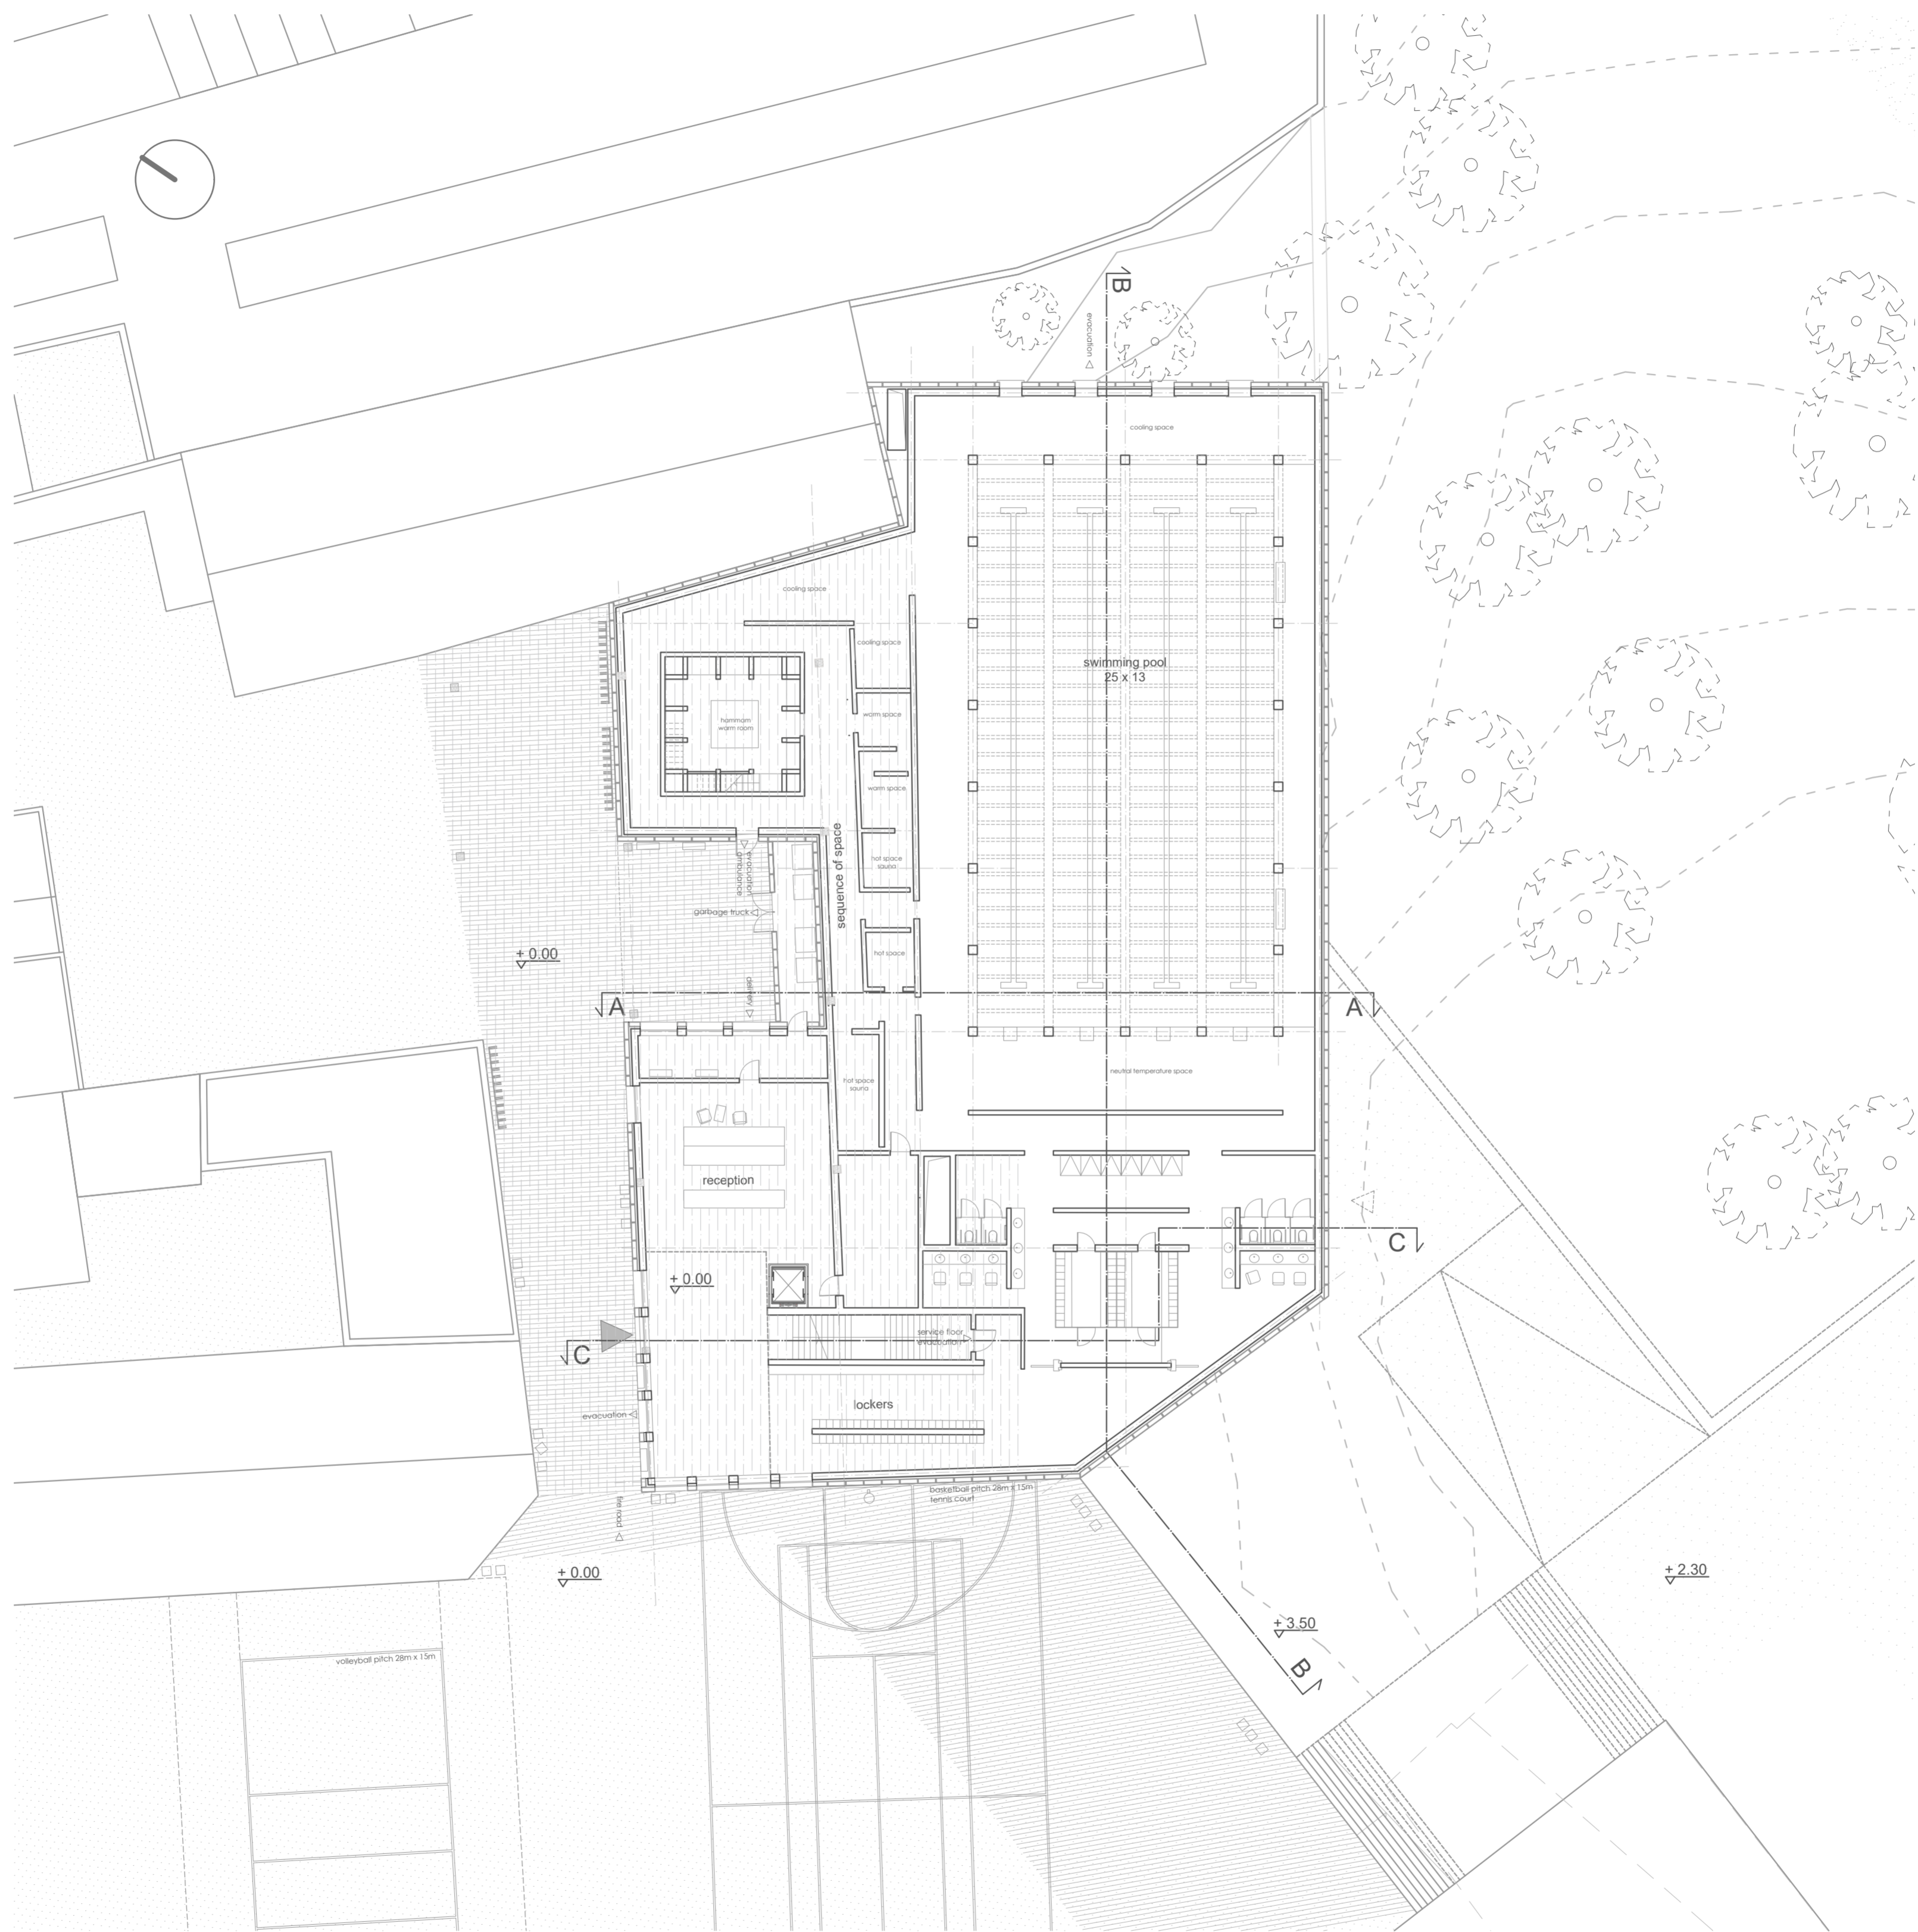 B
evacuation
cooling space
cooling space
cooling space
swimming pool
25 x 13
warm space
hammam
warm room
warm space
sequence of space
evacuation
ambulance
hot space
sauna
garbage truck
+ 0.00
hot space
delivery
A
A
neutral temperature space
hot space
sauna
reception
C
+ 0.00
service floor
evacuation
C
lockers
evacuation
basketball pitch 28m x 15m
tennis court
fire road
+ 0.00
+ 2.30
+ 3.50
volleyball pitch 28m x 15m
B